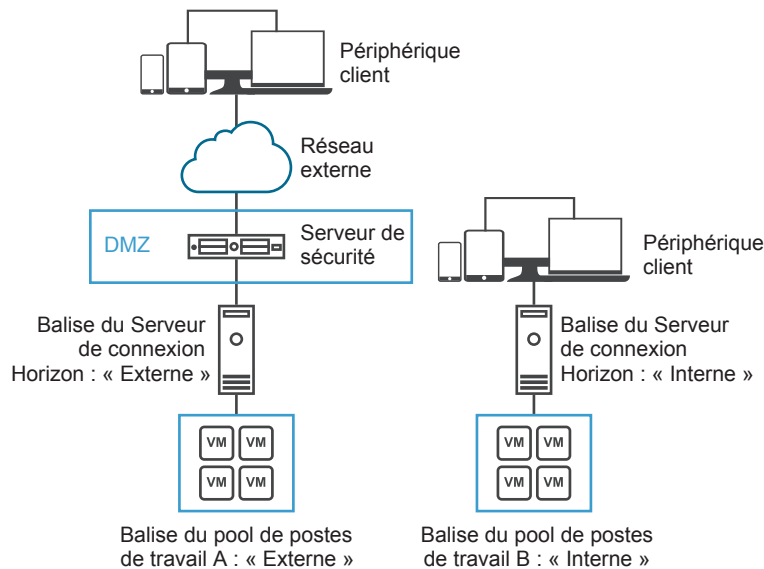 Périphérique
client
Réseau
externe
DMZ
Serveur de
sécurité
Périphérique
client
Balise du Serveur
de connexion
Horizon : « Externe »
Balise du Serveur
de connexion
Horizon : « Interne »
VM VM
VM VM
VM VM
VM VM
Balise du pool de postes
de travail A : « Externe »
Balise du pool de postes
de travail B : « Interne »